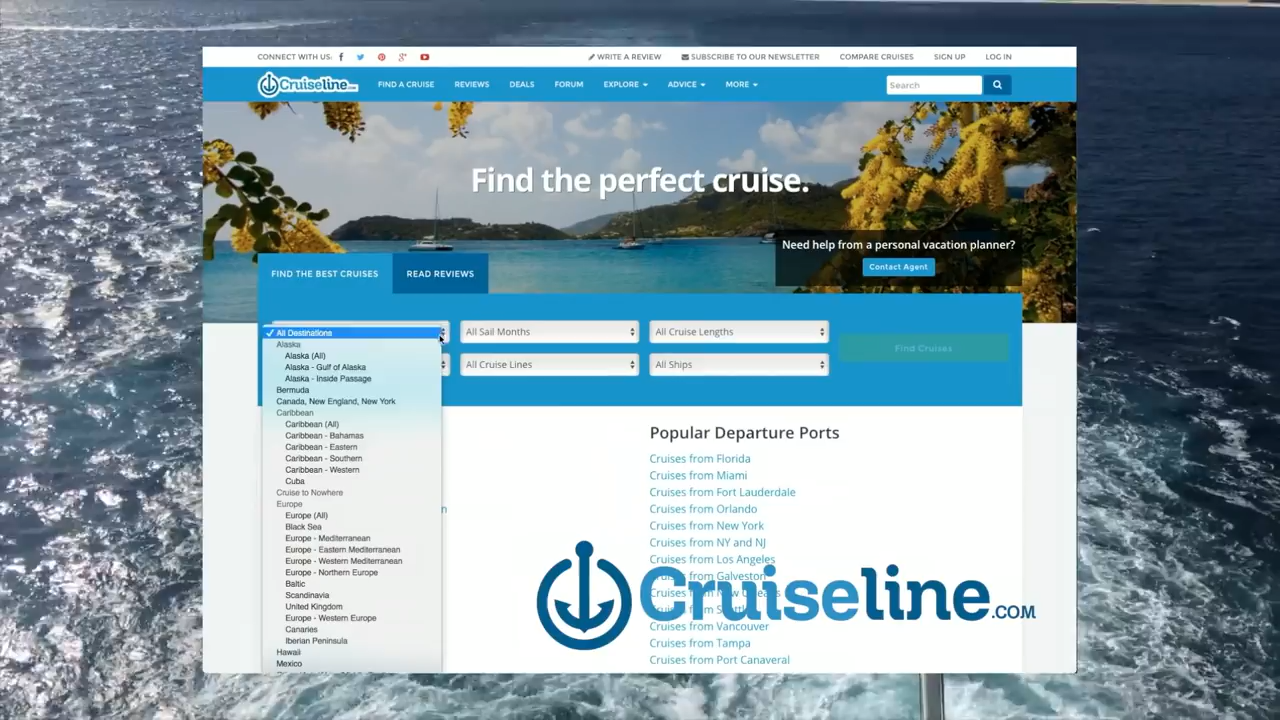 CONNECT WITH US:
WRITE A REVIEW
SUBSCRIBE TO OUR NEWSLETTER
COMPARE CRUISES
SIGN UP
LOG IN
Cruiseline.com
FIND A CRUISE
REVIEWS
DEALS
FORUM
EXPLORE
ADVICE
MORE
Search
Find the perfect cruise.
Need help from a personal vacation planner?
Contact Agent
FIND THE BEST CRUISES
READ REVIEWS
All Destinations
All Sail Months
All Cruise Lengths
Find Cruises
All Cruise Lines
All Ships
Alaska
Alaska (All)
Alaska - Gulf of Alaska
Alaska - Inside Passage
Bermuda
Canada, New England, New York
Caribbean
Caribbean (All)
Caribbean - Bahamas
Caribbean - Eastern
Caribbean - Southern
Caribbean - Western
Cuba
Cruise to Nowhere
Europe
Europe (All)
Black Sea
Europe - Mediterranean
Europe - Eastern Mediterranean
Europe - Western Mediterranean
Europe - Northern Europe
Baltic
Scandinavia
United Kingdom
Europe - Western Europe
Canaries
Iberian Peninsula
Hawaii
Mexico
Popular Departure Ports
Cruises from Florida
Cruises from Miami
Cruises from Fort Lauderdale
Cruises from Orlando
Cruises from New York
Cruises from NY and NJ
Cruises from Los Angeles
Cruises from Galveston
Cruises from Vancouver
Cruises from Tampa
Cruises from Port Canaveral
Cruiseline.COM